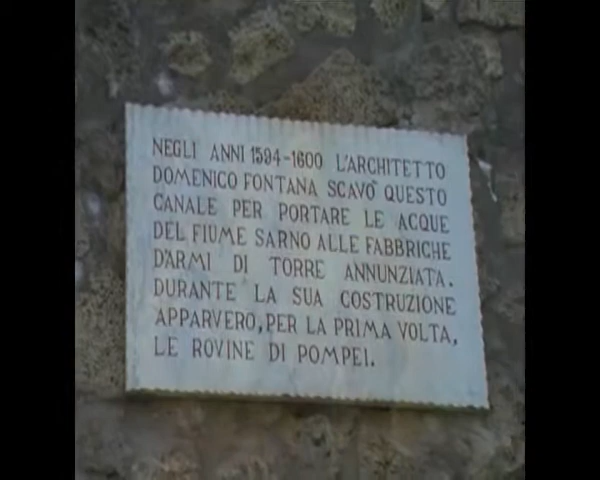 NEGLI ANNI 1594-1600 L'ARCHITETTO
DOMENICO FONTANA SCAVÒ QUESTO
CANALE PER PORTARE LE ACQUE
DEL FIUME SARNO ALLE FABBRICHE
D'ARMI DI TORRE ANNUNZIATA.
DURANTE LA SUA COSTRUZIONE
APPARVERO, PER LA PRIMA VOLTA,
LE ROVINE DI POMPEI.